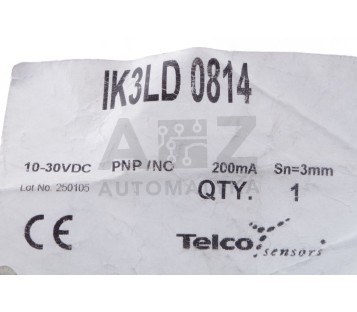 IK3LD 0814
10-30VDC PNP/NO 200mA Sn=3mm
Lot No. 250105 QTY. 1
CE Telco sensors